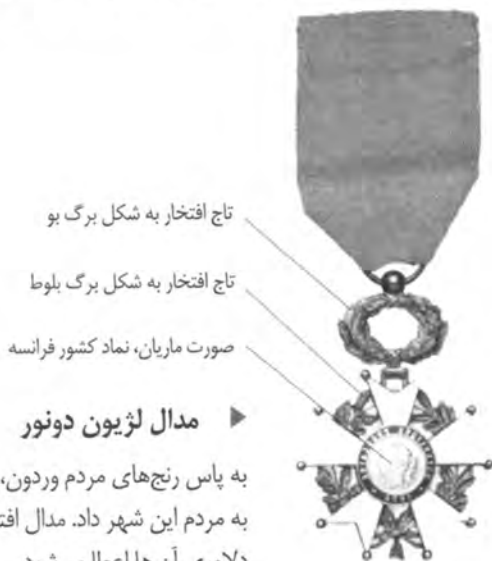 تاج افتخار به شکل برگ بو
تاج افتخار به شکل برگ بلوط
صورت ماریان، نماد کشور فرانسه
مدال لژیون دونور
به پاس رنج‌های مردم وردون،
به مردم این شهر داد. مدال افت